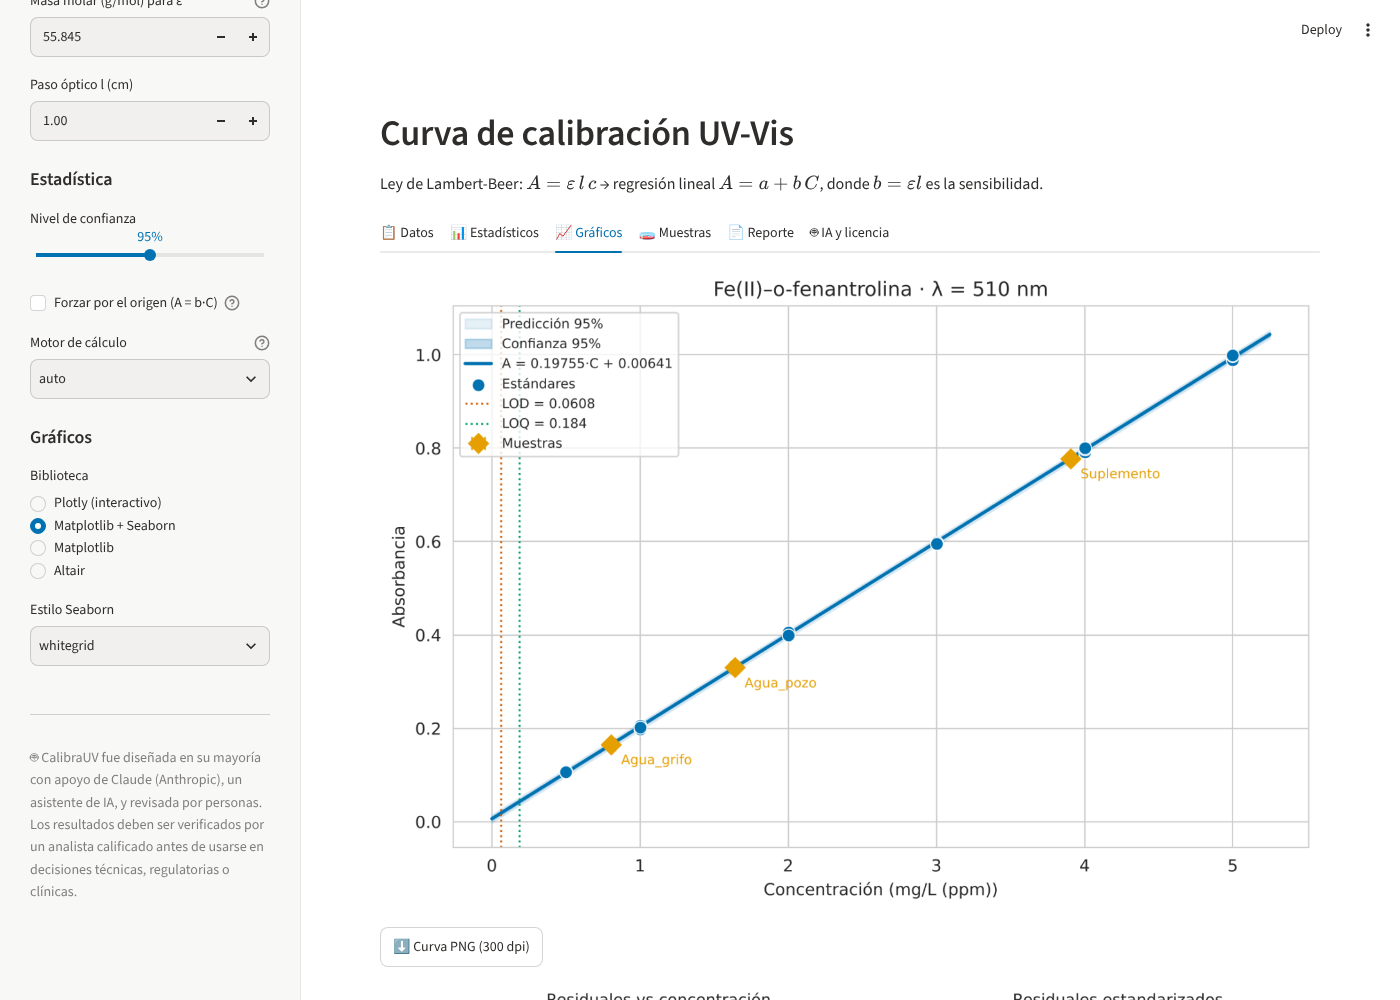 Masa molar (g/mol) para ε
55.845
Paso óptico l (cm)
1.00
Estadística
Nivel de confianza
95%
Forzar por el origen (A = b·C)
Motor de cálculo
auto
Gráficos
Biblioteca
Plotly (interactivo)
Matplotlib + Seaborn
Matplotlib
Altair
Estilo Seaborn
whitegrid
CalibraUV fue diseñada en su mayoría
con apoyo de Claude (Anthropic), un
asistente de IA, y revisada por personas.
Los resultados deben ser verificados por
un analista calificado antes de usarse en
decisiones técnicas, regulatorias o
clínicas.
Deploy
Curva de calibración UV-Vis
Ley de Lambert-Beer: A = ε l c → regresión lineal A = a + b C, donde b = εl es la sensibilidad.
Datos Estadísticos Gráficos Muestras Reporte IA y licencia
Fe(II)–o-fenantrolina · λ = 510 nm
Predicción 95%
Confianza 95%
A = 0.19755·C + 0.00641
Estándares
LOD = 0.0608
LOQ = 0.184
Muestras
1.0
0.8
0.6
0.4
0.2
0.0
Absorbancia
Suplemento
Agua_pozo
Agua_grifo
0 1 2 3 4 5
Concentración (mg/L (ppm))
Curva PNG (300 dpi)
Residuales vs concentración
Residuales estandarizados